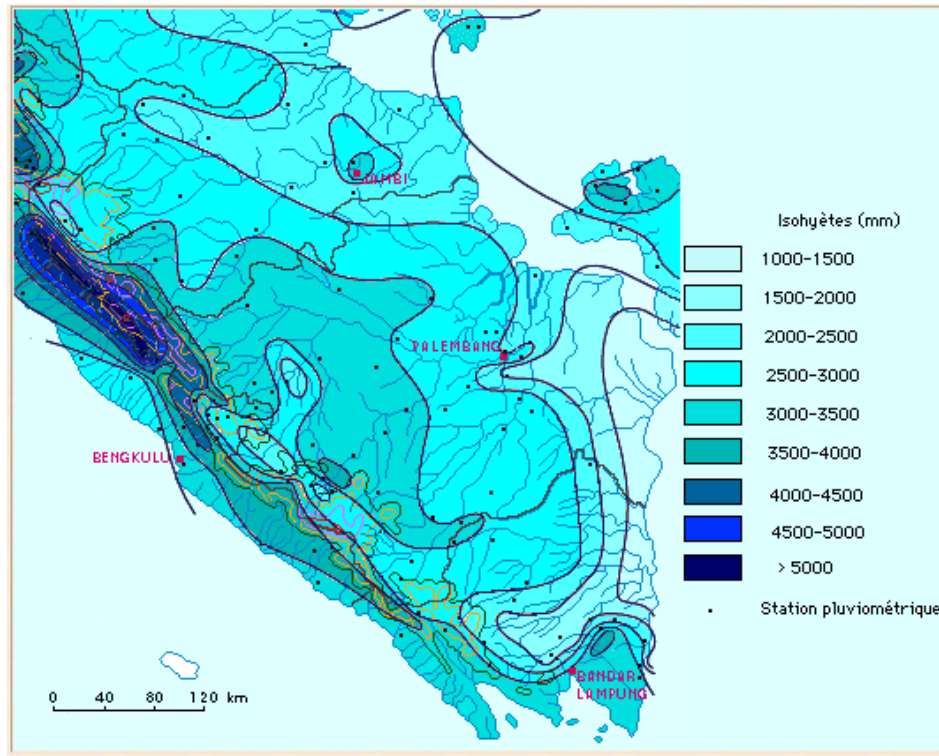 JAMBI
PALEMBANG
BENGKULU
BANDAR
LAMPUNG
0 40 80 120 km
Isohyètes (mm)
1000-1500
1500-2000
2000-2500
2500-3000
3000-3500
3500-4000
4000-4500
4500-5000
> 5000
Station pluviométrique